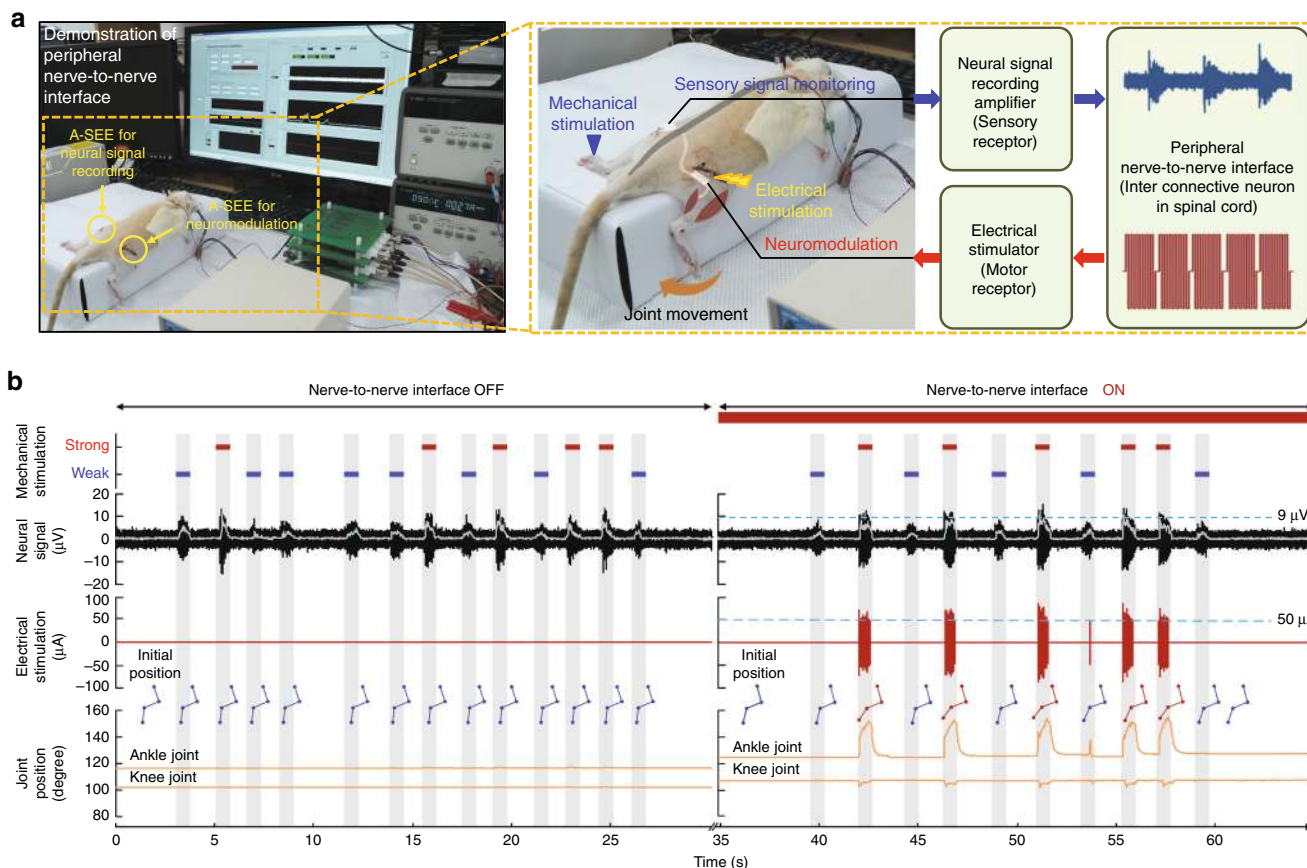 a
Demonstration of
peripheral
nerve-to-nerve
interface
A-SEE for
neural signal
recording
A-SEE for
neuromodulation
Sensory signal monitoring
Mechanical
stimulation
Electrical
stimulation
Neuromodulation
Joint movement
Neural signal
recording
amplifier
(Sensory
receptor)
Electrical
stimulator
(Motor
receptor)
Peripheral
nerve-to-nerve interface
(Inter connective neuron
in spinal cord)
b
Nerve-to-nerve interface OFF
Nerve-to-nerve interface ON
Mechanical
stimulation
Strong
Weak
Neural
signal
(μV)
20
10
0
−10
−20
9 μV
Electrical
stimulation
(μA)
100
50
0
−50
−100
50 μ
Initial
position
Initial
position
Joint
position
(degree)
160
140
120
100
80
Ankle joint
Knee joint
Ankle joint
Knee joint
0 5 10 15 20 25 35 40 45 50 55 60
Time (s)